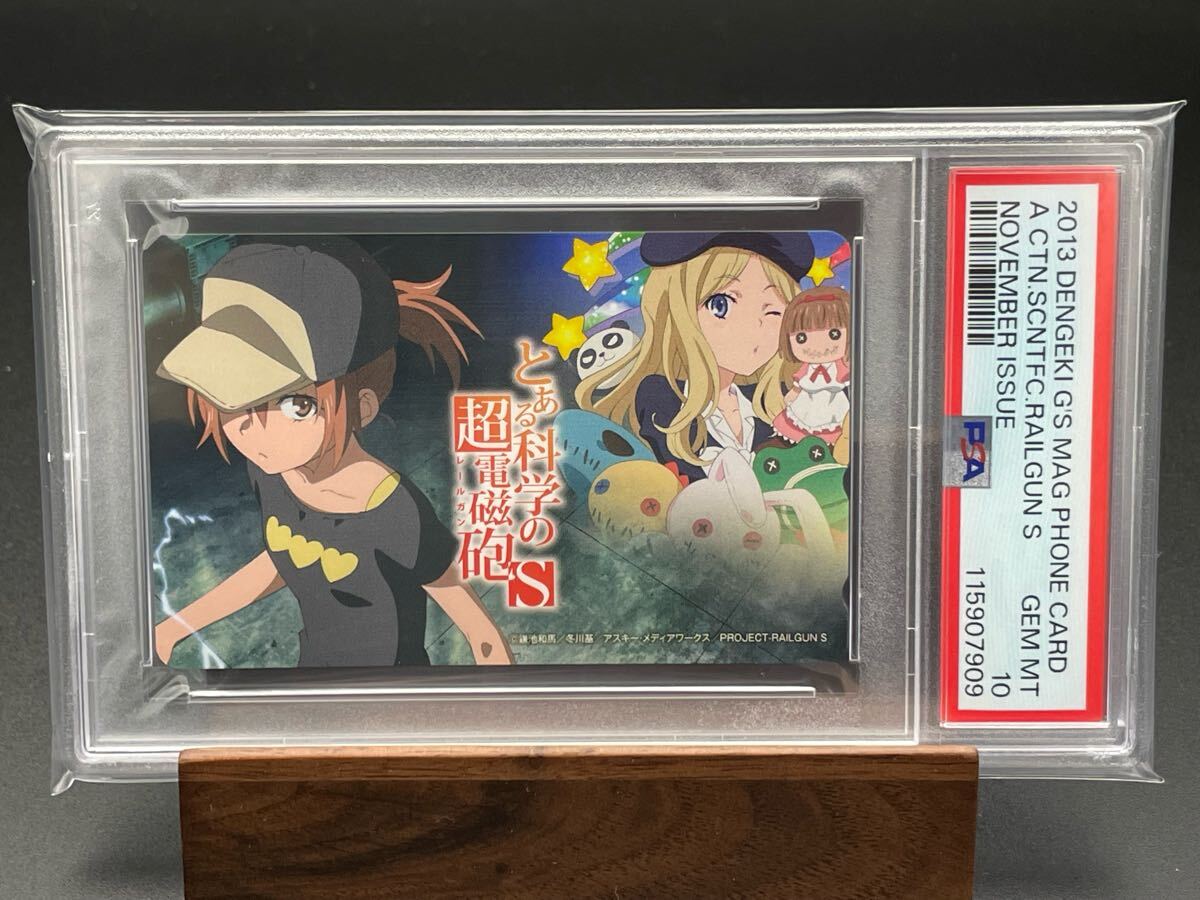 とある科学の
超電磁砲S
レールガン
©鎌池和馬／冬川基 アスキー・メディアワークス／PROJECT-RAILGUN S
2013 DENGEKI G'S MAG PHONE CARD
A CTN.SCNTFC.RAILGUN S GEM MT
NOVEMBER ISSUE 10
PSA
115907909